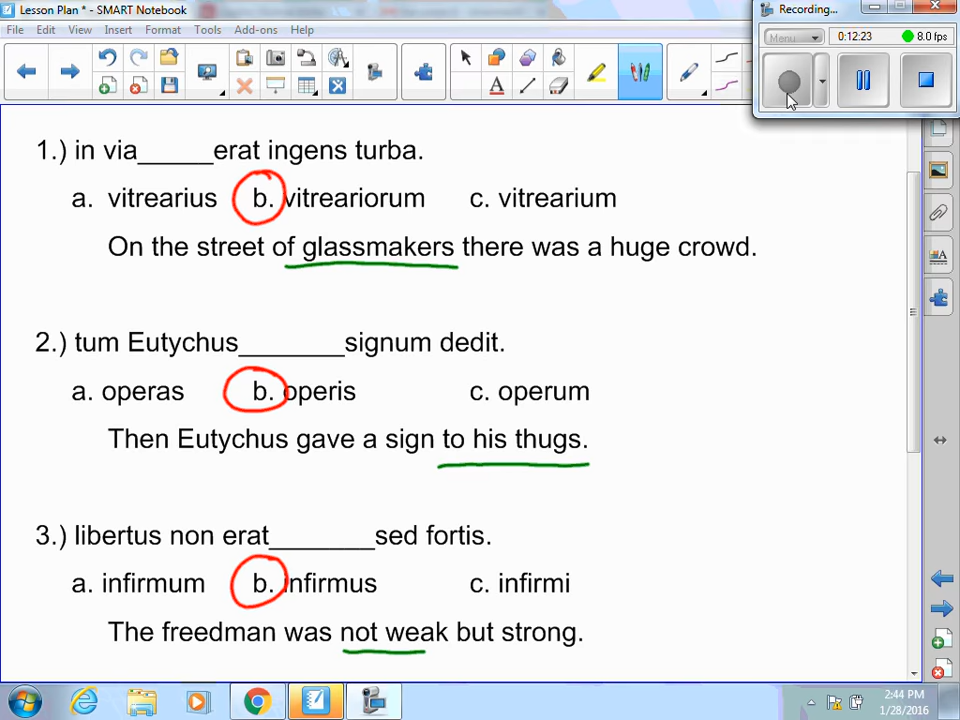 Lesson Plan * - SMART Notebook
Recording...
File Edit View Insert Format Tools Add-ons Help
Menu 0:12:23 8.0 fps
1.) in via_____erat ingens turba.
a. vitrearius b. vitreariorum c. vitrearium
On the street of glassmakers there was a huge crowd.
2.) tum Eutychus_______signum dedit.
a. operas b. operis c. operum
Then Eutychus gave a sign to his thugs.
3.) libertus non erat_______sed fortis.
a. infirmum b. infirmus c. infirmi
The freedman was not weak but strong.
2:44 PM
1/28/2016